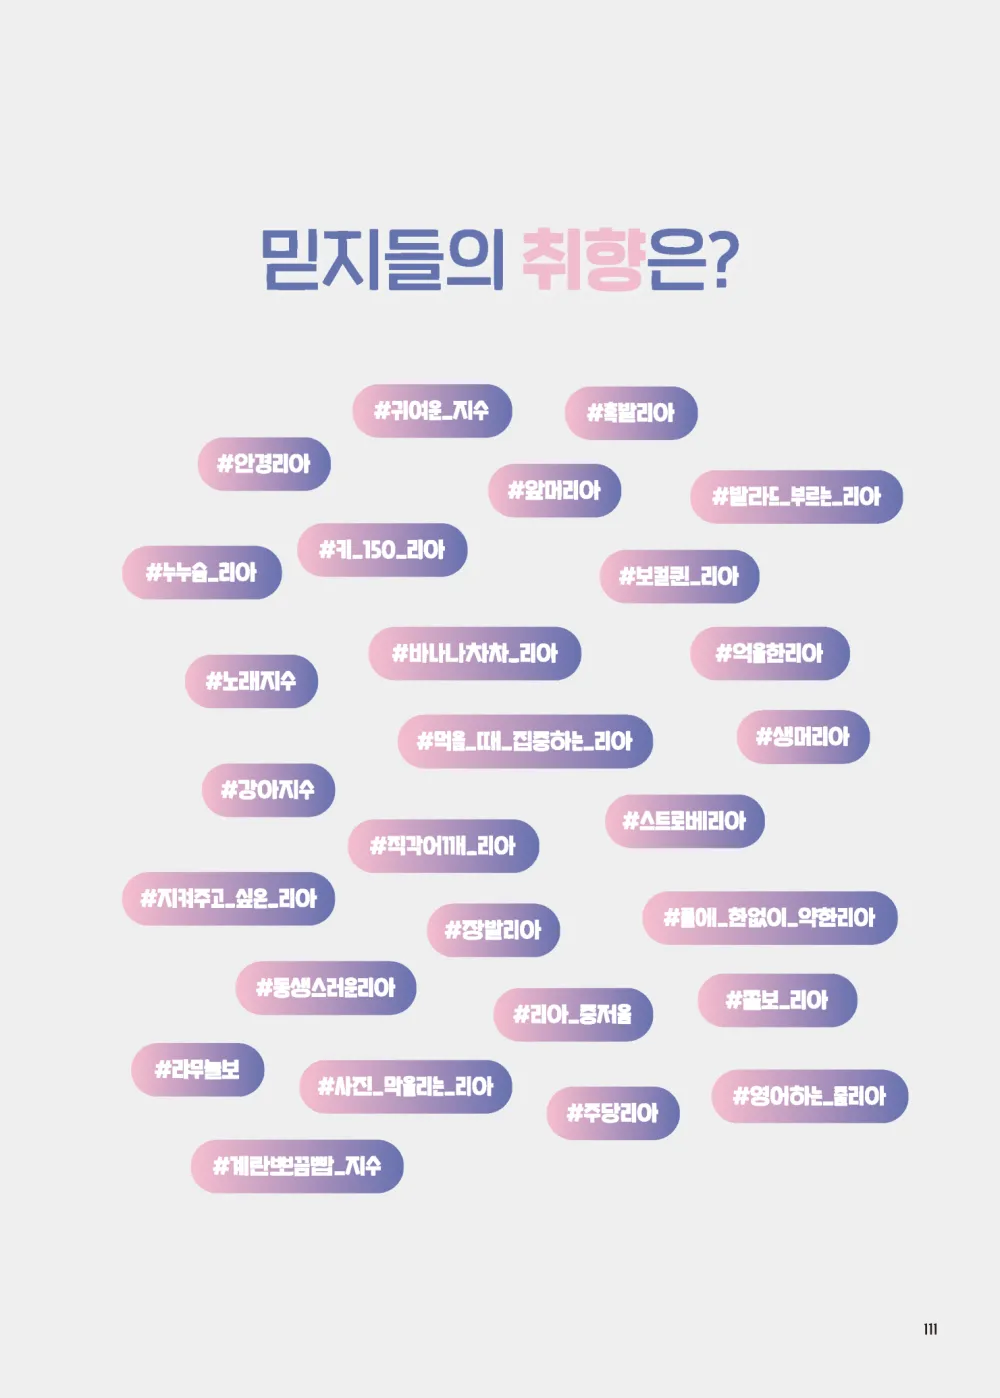 믿지들의 취향은?
#귀여운_지수
#흑발리아
#안경리아
#앞머리아
#발라드_부르는_리아
#키_150_리아
#누누슴_리아
#보컬퀸_리아
#바나나차차_리아
#억울한리아
#노래지수
#먹을_때_집중하는_리아
#생머리아
#강아지수
#스트로베리아
#직각어깨_리아
#지켜주고_싶은_리아
#장발리아
#롤에_한없이_약한리아
#동생스러운리아
#리아_중저음
#쫄보_리아
#랴무늘보
#사진_막올리는_리아
#주당리아
#영어하는_줄리아
#계란뽀끔빱_지수
111